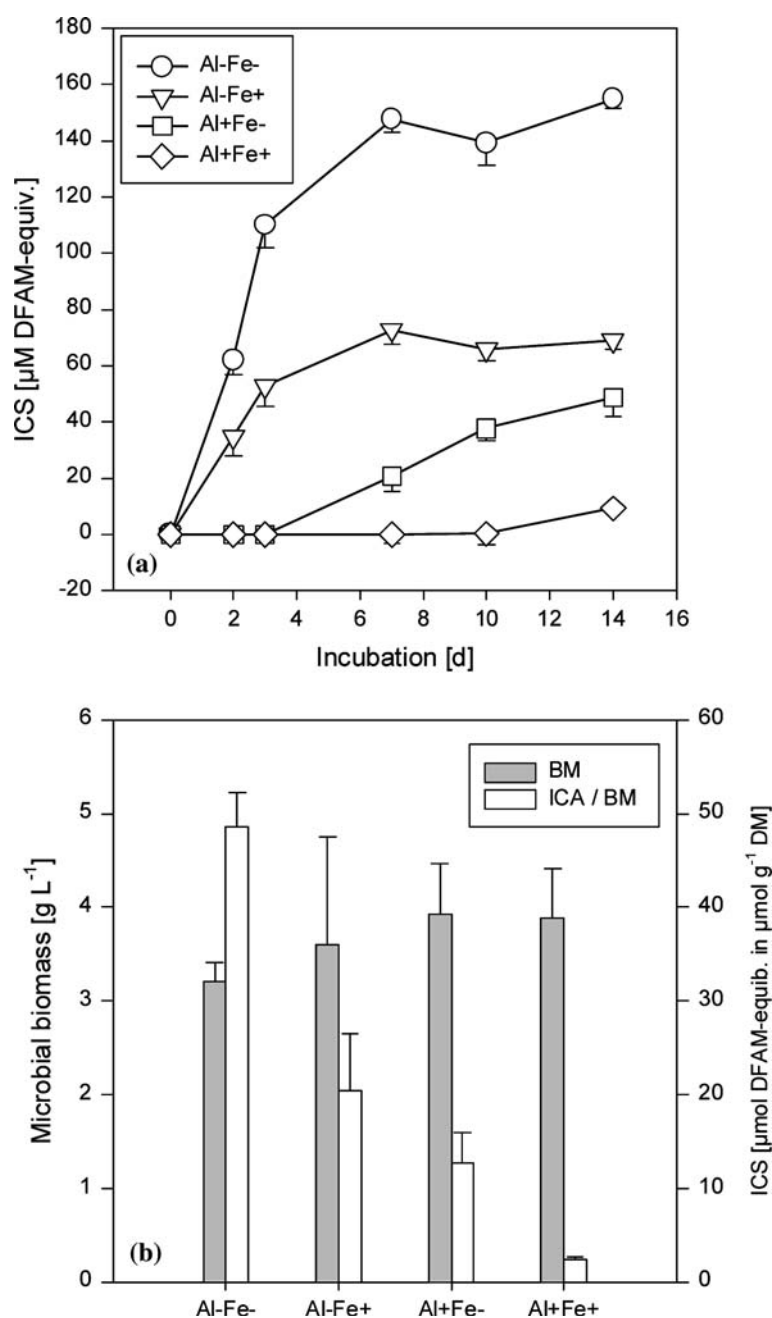 180
160
140
120
100
80
60
40
20
0
-20
ICS [µM DFAM-equiv.]
Al-Fe-
Al-Fe+
Al+Fe-
Al+Fe+
(a)
0 2 4 6 8 10 12 14 16
Incubation [d]
6
5
4
3
2
1
0
Microbial biomass [g L⁻¹]
BM
ICA / BM
60
50
40
30
20
10
0
ICS [µmol DFAM-equib. in µmol g⁻¹ DM]
(b)
Al-Fe- Al-Fe+ Al+Fe- Al+Fe+